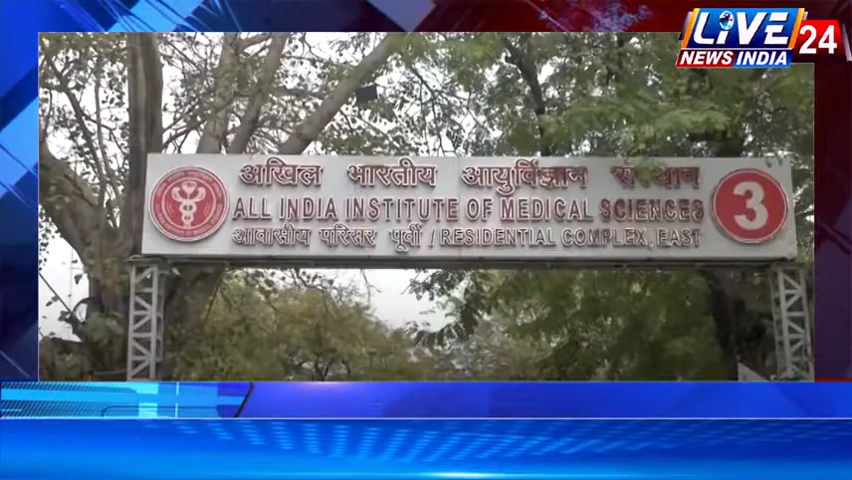 LIVE
NEWS INDIA 24
अखिल भारतीय आयुर्विज्ञान संस्थान
ALL INDIA INSTITUTE OF MEDICAL SCIENCES
3
आवासीय परिसर पूर्वी / RESIDENTIAL COMPLEX, EAST